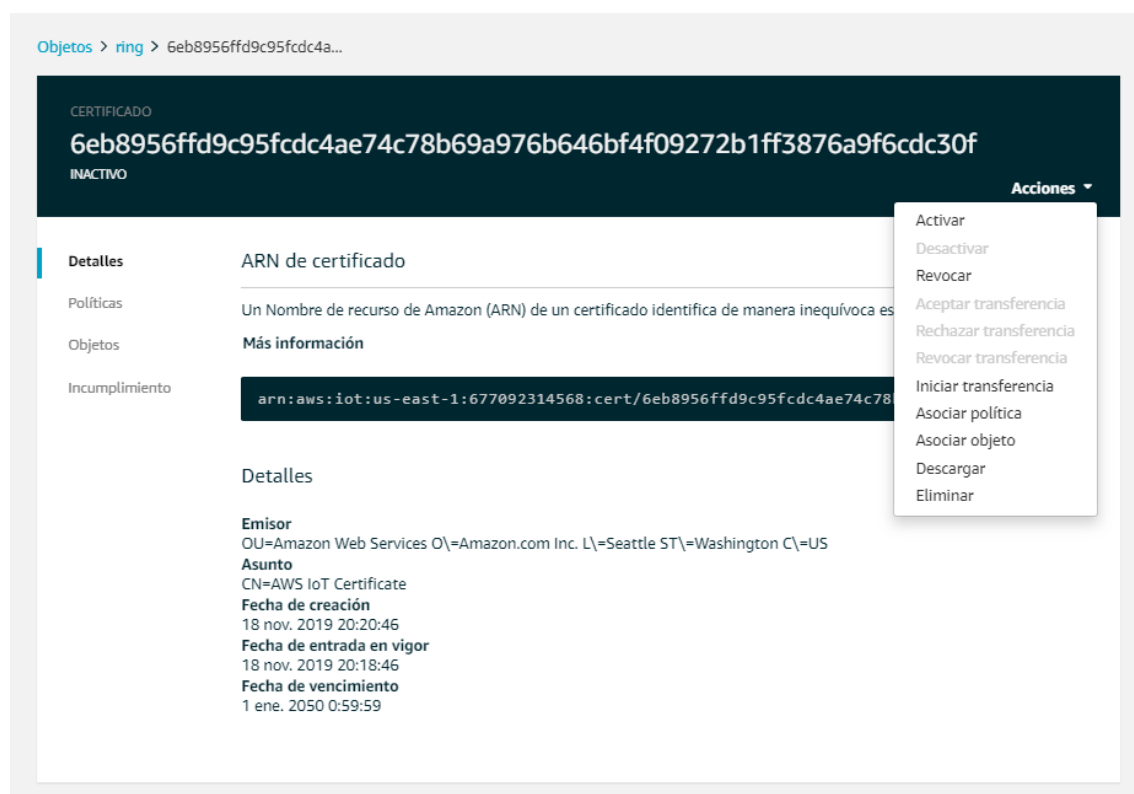 Objetos > ring > 6eb8956ffd9c95fcdc4a...
CERTIFICADO
6eb8956ffd9c95fcdc4ae74c78b69a976b646bf4f09272b1ff3876a9f6cdc30f
INACTIVO
Acciones
Activar
Desactivar
Revocar
Aceptar transferencia
Rechazar transferencia
Revocar transferencia
Iniciar transferencia
Asociar política
Asociar objeto
Descargar
Eliminar
Detalles
Políticas
Objetos
Incumplimiento
ARN de certificado
Un Nombre de recurso de Amazon (ARN) de un certificado identifica de manera inequívoca es
Más información
arn:aws:iot:us-east-1:677092314568:cert/6eb8956ffd9c95fcdc4ae74c78
Detalles
Emisor
OU=Amazon Web Services O\=Amazon.com Inc. L\=Seattle ST\=Washington C\=US
Asunto
CN=AWS IoT Certificate
Fecha de creación
18 nov. 2019 20:20:46
Fecha de entrada en vigor
18 nov. 2019 20:18:46
Fecha de vencimiento
1 ene. 2050 0:59:59